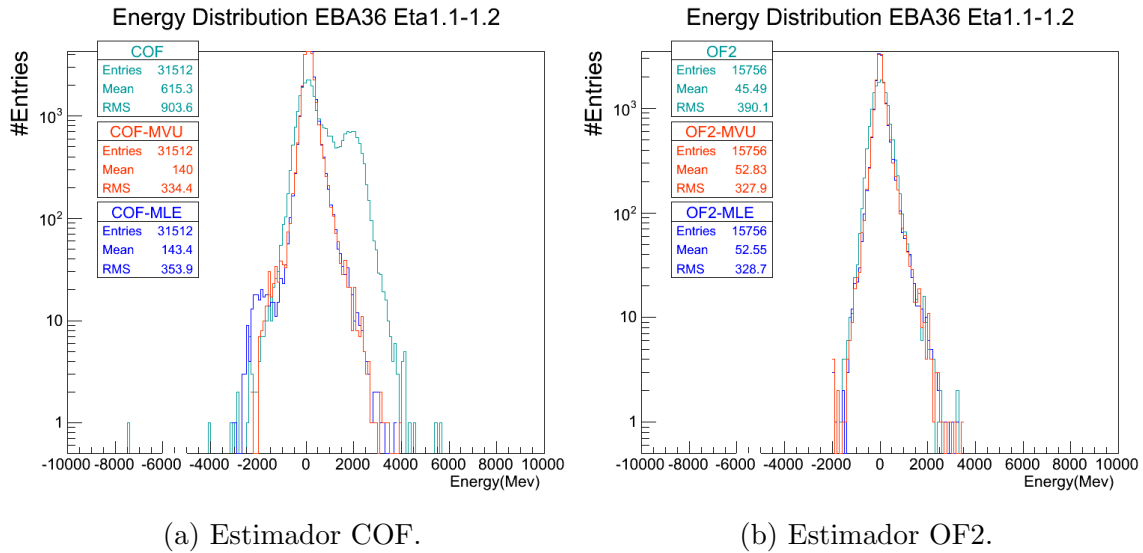 Energy Distribution EBA36 Eta1.1-1.2
#Entries
COF
Entries 31512
Mean 615.3
RMS 903.6
COF-MVU
Entries 31512
Mean 140
RMS 334.4
COF-MLE
Entries 31512
Mean 143.4
RMS 353.9
10³
10²
10
1
-10000 -8000 -6000 -4000 -2000 0 2000 4000 6000 8000 10000
Energy(Mev)
(a) Estimador COF.
Energy Distribution EBA36 Eta1.1-1.2
#Entries
OF2
Entries 15756
Mean 45.49
RMS 390.1
OF2-MVU
Entries 15756
Mean 52.83
RMS 327.9
OF2-MLE
Entries 15756
Mean 52.55
RMS 328.7
10³
10²
10
1
-10000 -8000 -6000 -4000 -2000 0 2000 4000 6000 8000 10000
Energy(Mev)
(b) Estimador OF2.